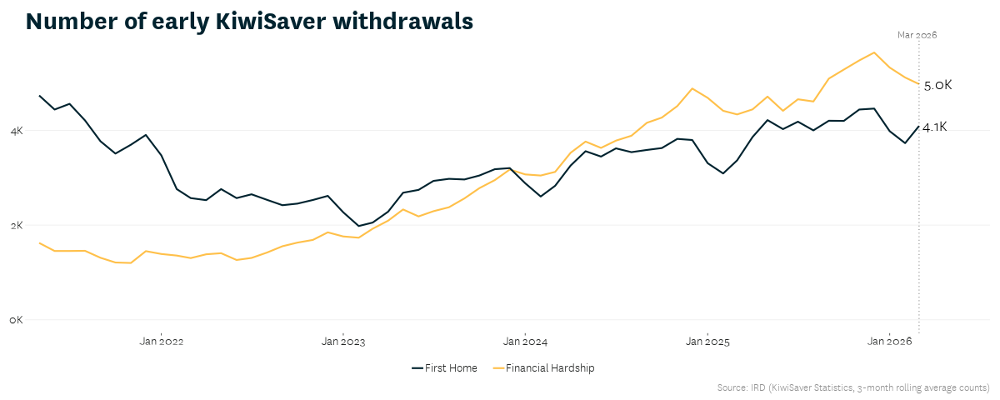 Number of early KiwiSaver withdrawals
Mar 2026
5.0K
4.1K
4K
2K
0K
Jan 2022
Jan 2023
Jan 2024
Jan 2025
Jan 2026
First Home
Financial Hardship
Source: IRD (KiwiSaver Statistics, 3-month rolling average counts)